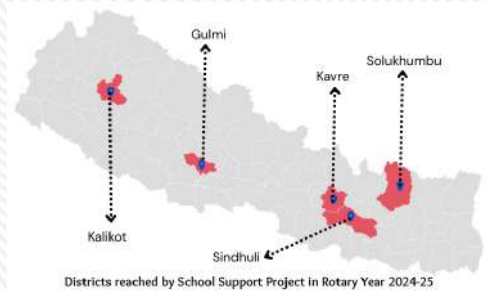 Gulmi
Solukhumbu
Kavre
Kalikot
Sindhuli
Districts reached by School Support Project in Rotary Year 2024-25